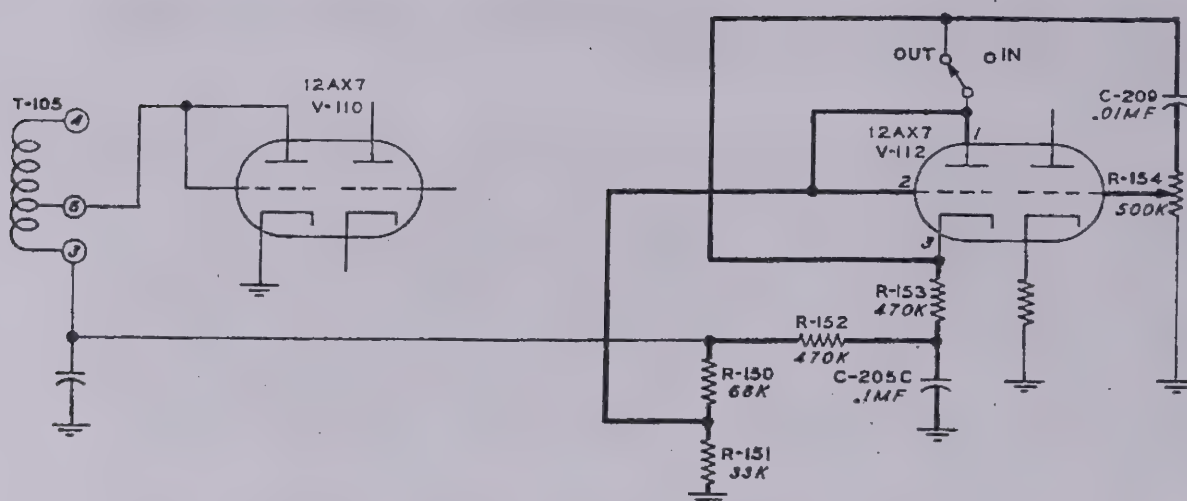 T-105
4
6
3
12AX7
V-110
OUT
IN
12AX7
V-112
1
2
3
C-209
.01MF
R-154
500K
R-153
470K
R-152
470K
C-205C
.1MF
R-150
68K
R-151
33K